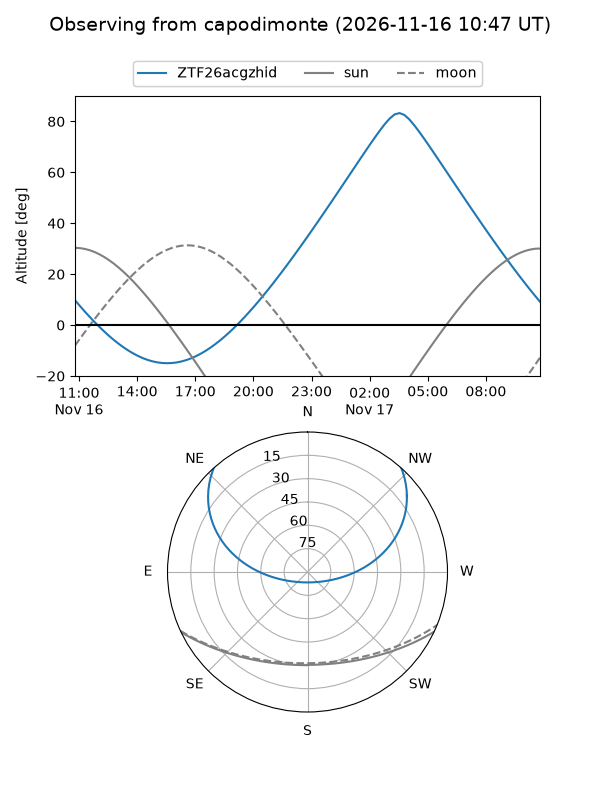 Observing from capodimonte (2026-11-16 10:47 UT)
ZTF26acgzhid sun moon
Altitude [deg]
80
60
40
20
0
−20
11:00 14:00 17:00 20:00 23:00 02:00 05:00 08:00
Nov 16 Nov 17
N
NE NW
15
30
45
60
75
E W
SE SW
S